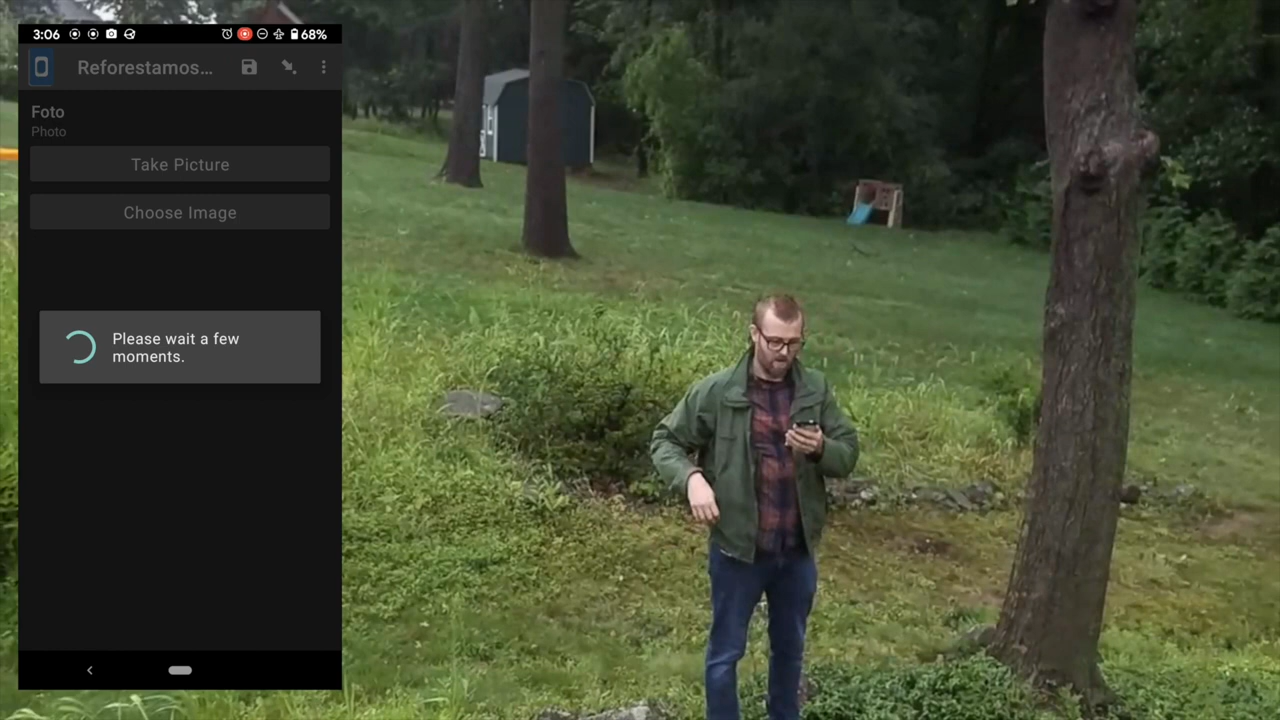 3:06 68%
Reforestamos...
Foto
Photo
Take Picture
Choose Image
Please wait a few
moments.